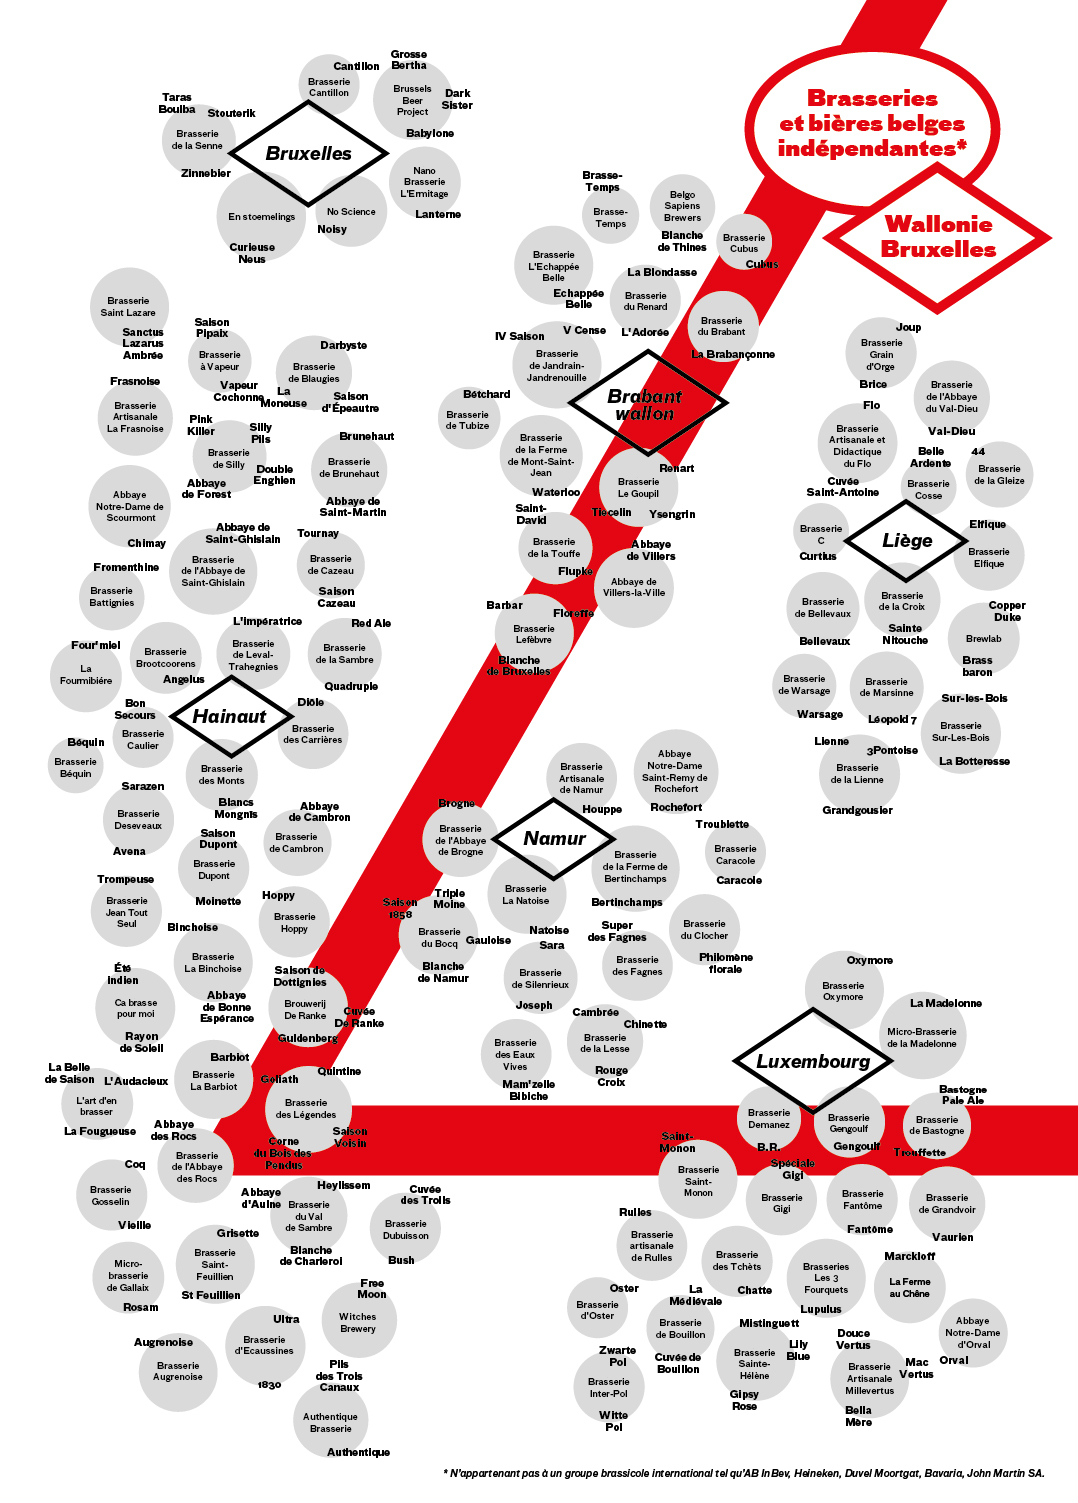 Brasseries
et bières belges
indépendantes*
Wallonie
Bruxelles
Bruxelles
Cantillon
Brasserie
Cantillon
Grosse
Bertha
Brussels
Beer
Project
Dark
Sister
Babylone
Taras
Boulba
Stouterik
Brasserie
de la Senne
Zinnebier
Nano
Brasserie
L'Ermitage
Lanterne
En stoemelings
Curieuse
Neus
No Science
Noisy
Brabant
wallon
Brasse-
Temps
Brasse-
Temps
Belgo
Sapiens
Brewers
Blanche
de Thines
Brasserie
Cubus
Cubus
Brasserie
L'Echappée
Belle
Echappée
Belle
La Blondasse
Brasserie
du Renard
L'Adorée
Brasserie
du Brabant
La Brabançonne
IV Saison
V Cense
Brasserie
de Jandrain-
Jandrenouille
Bétchard
Brasserie
de Tubize
Brasserie
de la Ferme
de Mont-Saint-
Jean
Waterloo
Renart
Brasserie
Le Goupil
Tiecelin
Ysengrin
Saint-
David
Brasserie
de la Touffe
Flupke
Abbaye
de Villers
Abbaye de
Villers-la-Ville
Barbar
Floreffe
Brasserie
Lefèbvre
Blanche
de Bruxelles
Liège
Joup
Brasserie
Grain
d'Orge
Brice
Brasserie
de l'Abbaye
du Val-Dieu
Val-Dieu
Flo
Brasserie
Artisanale et
Didactique
du Flo
Cuvée
Saint-Antoine
Belle
Ardente
Brasserie
Cosse
44
Brasserie
de la Gleize
Brasserie
C
Curtius
Elfique
Brasserie
Elfique
Brasserie
de Bellevaux
Bellevaux
Brasserie
de la Croix
Sainte
Nitouche
Copper
Duke
Brewlab
Brass
baron
Brasserie
de Warsage
Warsage
Brasserie
de Marsinne
Léopold 7
Sur-les-Bois
Brasserie
Sur-Les-Bois
La Botteresse
Lienne
3Pontoise
Brasserie
de la Lienne
Grandgousier
Hainaut
Brasserie
Saint Lazare
Sanctus
Lazarus
Ambrée
Saison
Pipaix
Brasserie
à Vapeur
Vapeur
Cochonne
Darbyste
Brasserie
de Blaugies
La
Moneuse
Saison
d'Épeautre
Frasnoise
Brasserie
Artisanale
La Frasnoise
Pink
Killer
Silly
Pils
Brasserie
de Silly
Abbaye
de Forest
Double
Enghien
Brunehaut
Brasserie
de Brunehaut
Abbaye de
Saint-Martin
Abbaye
Notre-Dame de
Scourmont
Chimay
Abbaye de
Saint-Ghislain
Brasserie
de l'Abbaye de
Saint-Ghislain
Tournay
Brasserie
de Cazeau
Saison
Cazeau
Fromenthine
Brasserie
Battignies
Four'miel
La
Fourmibiére
Brasserie
Brootcoorens
Angelus
L'impératrice
Brasserie
de Leval-
Trahegnies
Red Ale
Brasserie
de la Sambre
Quadruple
Bon
Secours
Brasserie
Caulier
Diôle
Brasserie
des Carrières
Béquin
Brasserie
Béquin
Brasserie
des Monts
Blancs
Mongnis
Sarazen
Brasserie
Deseveaux
Avena
Saison
Dupont
Brasserie
Dupont
Moinette
Abbaye
de Cambron
Brasserie
de Cambron
Trompeuse
Brasserie
Jean Tout
Seul
Hoppy
Brasserie
Hoppy
Binchoise
Brasserie
La Binchoise
Abbaye
de Bonne
Espérance
Été
indien
Ca brasse
pour moi
Rayon
de Soleil
Saison de
Dottignies
Brouwerij
De Ranke
Cuvée
De Ranke
Guldenberg
La Belle
de Saison
L'Audacieux
L'art d'en
brasser
La Fougueuse
Barbiot
Brasserie
La Barbiot
Goliath
Quintine
Brasserie
des Légendes
Saison
Voisin
Corne
du Bois des
Pendus
Abbaye
des Rocs
Brasserie
de l'Abbaye
des Rocs
Coq
Brasserie
Gosselin
Vieille
Abbaye
d'Aulne
Heylissem
Brasserie
du Val
de Sambre
Blanche
de Charleroi
Cuvée
des Trolls
Brasserie
Dubuisson
Bush
Micro-
brasserie
de Gallaix
Rosam
Grisette
Brasserie
Saint-
Feuillien
St Feuillien
Free
Moon
Witches
Brewery
Augrenoise
Brasserie
Augrenoise
Ultra
Brasserie
d'Ecaussines
1830
Pils
des Trois
Canaux
Authentique
Brasserie
Authentique
Namur
Brogne
Brasserie
de l'Abbaye
de Brogne
Brasserie
Artisanale
de Namur
Houppe
Abbaye
Notre-Dame
Saint-Remy de
Rochefort
Rochefort
Troublette
Brasserie
Caracole
Caracole
Brasserie
de la Ferme de
Bertinchamps
Bertinchamps
Brasserie
La Natoise
Natoise
Saison
1858
Triple
Moine
Brasserie
du Bocq
Gauloise
Blanche
de Namur
Super
des Fagnes
Brasserie
des Fagnes
Brasserie
du Clocher
Philomène
florale
Sara
Brasserie
de Silenrieux
Joseph
Brasserie
des Eaux
Vives
Mam'zelle
Bibiche
Cambrée
Chinette
Brasserie
de la Lesse
Rouge
Croix
Luxembourg
Oxymore
Brasserie
Oxymore
La Madelonne
Micro-Brasserie
de la Madelonne
Brasserie
Demanez
B.R.
Brasserie
Gengoulf
Gengoulf
Bastogne
Pale Ale
Brasserie
de Bastogne
Trouffette
Saint-
Monon
Brasserie
Saint-
Monon
Spéciale
Gigi
Brasserie
Gigi
Brasserie
Fantôme
Fantôme
Brasserie
de Grandvoir
Vaurien
Rulles
Brasserie
artisanale
de Rulles
Brasserie
des Tchèts
Chatte
Brasseries
Les 3
Fourquets
Lupulus
Marckloff
La Ferme
au Chêne
Oster
Brasserie
d'Oster
La
Médiévale
Brasserie
de Bouillon
Cuvée de
Bouillon
Mistinguett
Brasserie
Sainte-
Hélène
Lily
Blue
Gipsy
Rose
Douce
Vertus
Brasserie
Artisanale
Millevertus
Mac
Vertus
Bella
Mère
Abbaye
Notre-Dame
d'Orval
Orval
Zwarte
Pol
Brasserie
Inter-Pol
Witte
Pol
* N'appartenant pas à un groupe brassicole international tel qu'AB InBev, Heineken, Duvel Moortgat, Bavaria, John Martin SA.